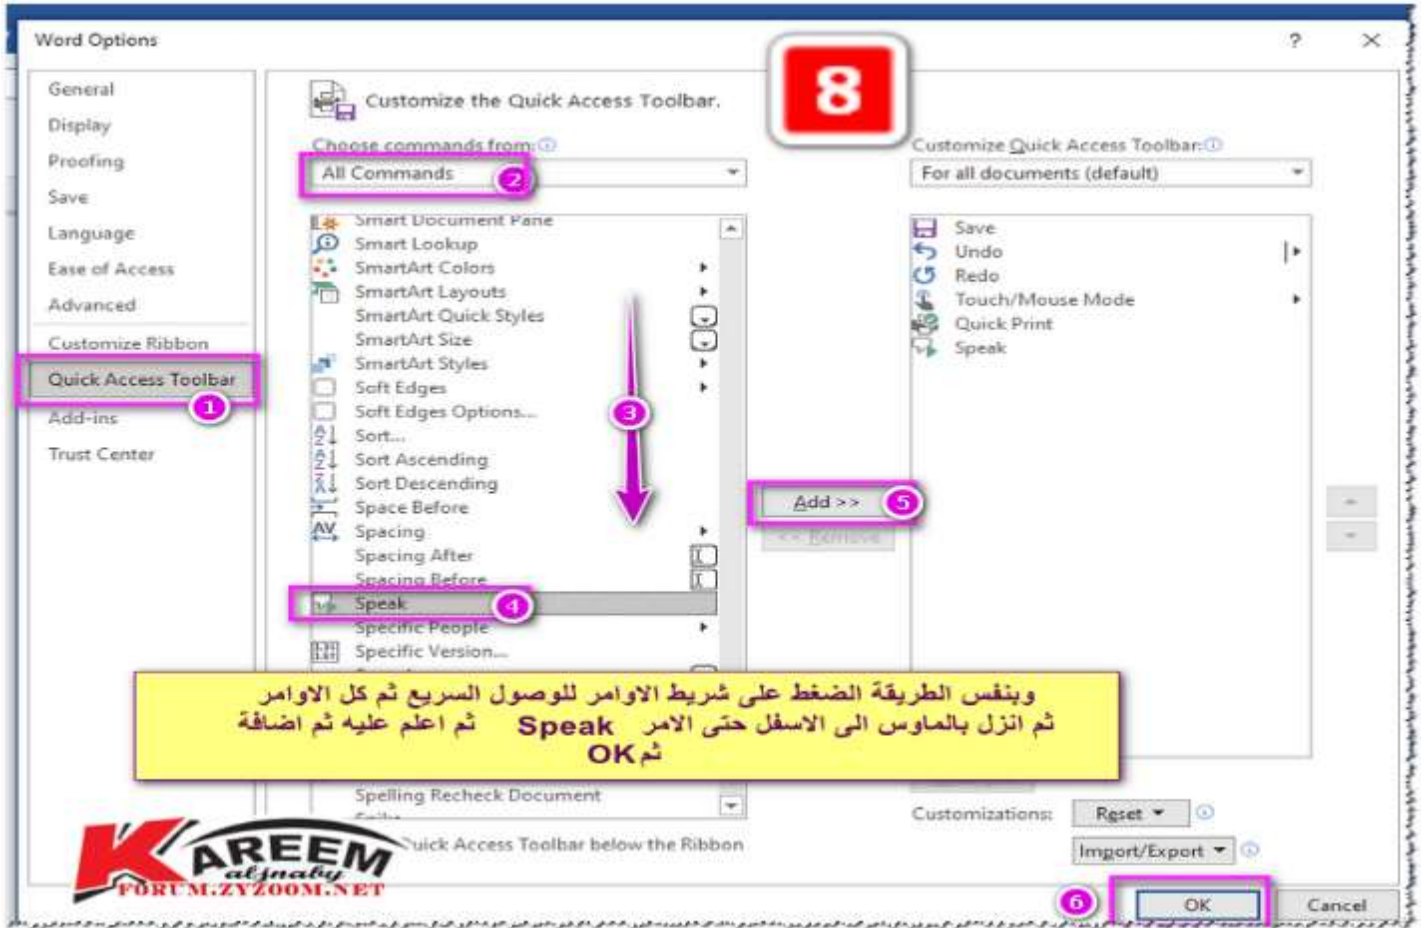 Word Options
?
8
General
Display
Proofing
Save
Language
Ease of Access
Advanced
Customize Ribbon
Quick Access Toolbar
1
Add-ins
Trust Center
Customize the Quick Access Toolbar.
Choose commands from:
All Commands
2
Smart Document Pane
Smart Lookup
SmartArt Colors
SmartArt Layouts
SmartArt Quick Styles
SmartArt Size
SmartArt Styles
Soft Edges
Soft Edges Options...
3
Sort...
Sort Ascending
Sort Descending
Space Before
Spacing
Spacing After
Spacing Before
Speak
4
Specific People
Specific Version...
Add >>
5
<< Remove
Customize Quick Access Toolbar:
For all documents (default)
Save
Undo
Redo
Touch/Mouse Mode
Quick Print
Speak
وبنفس الطريقة الضغط على شريط الاوامر للوصول السريع ثم كل الاوامر
ثم انزل بالماوس الى الاسفل حتى الامر Speak ثم اعلم عليه ثم اضافة
ثم OK
Spelling Recheck Document
Quick Access Toolbar below the Ribbon
Customizations:
Reset
Import/Export
6
OK
Cancel
KAREEM
aljnaby
FORUM.ZYZOOM.NET